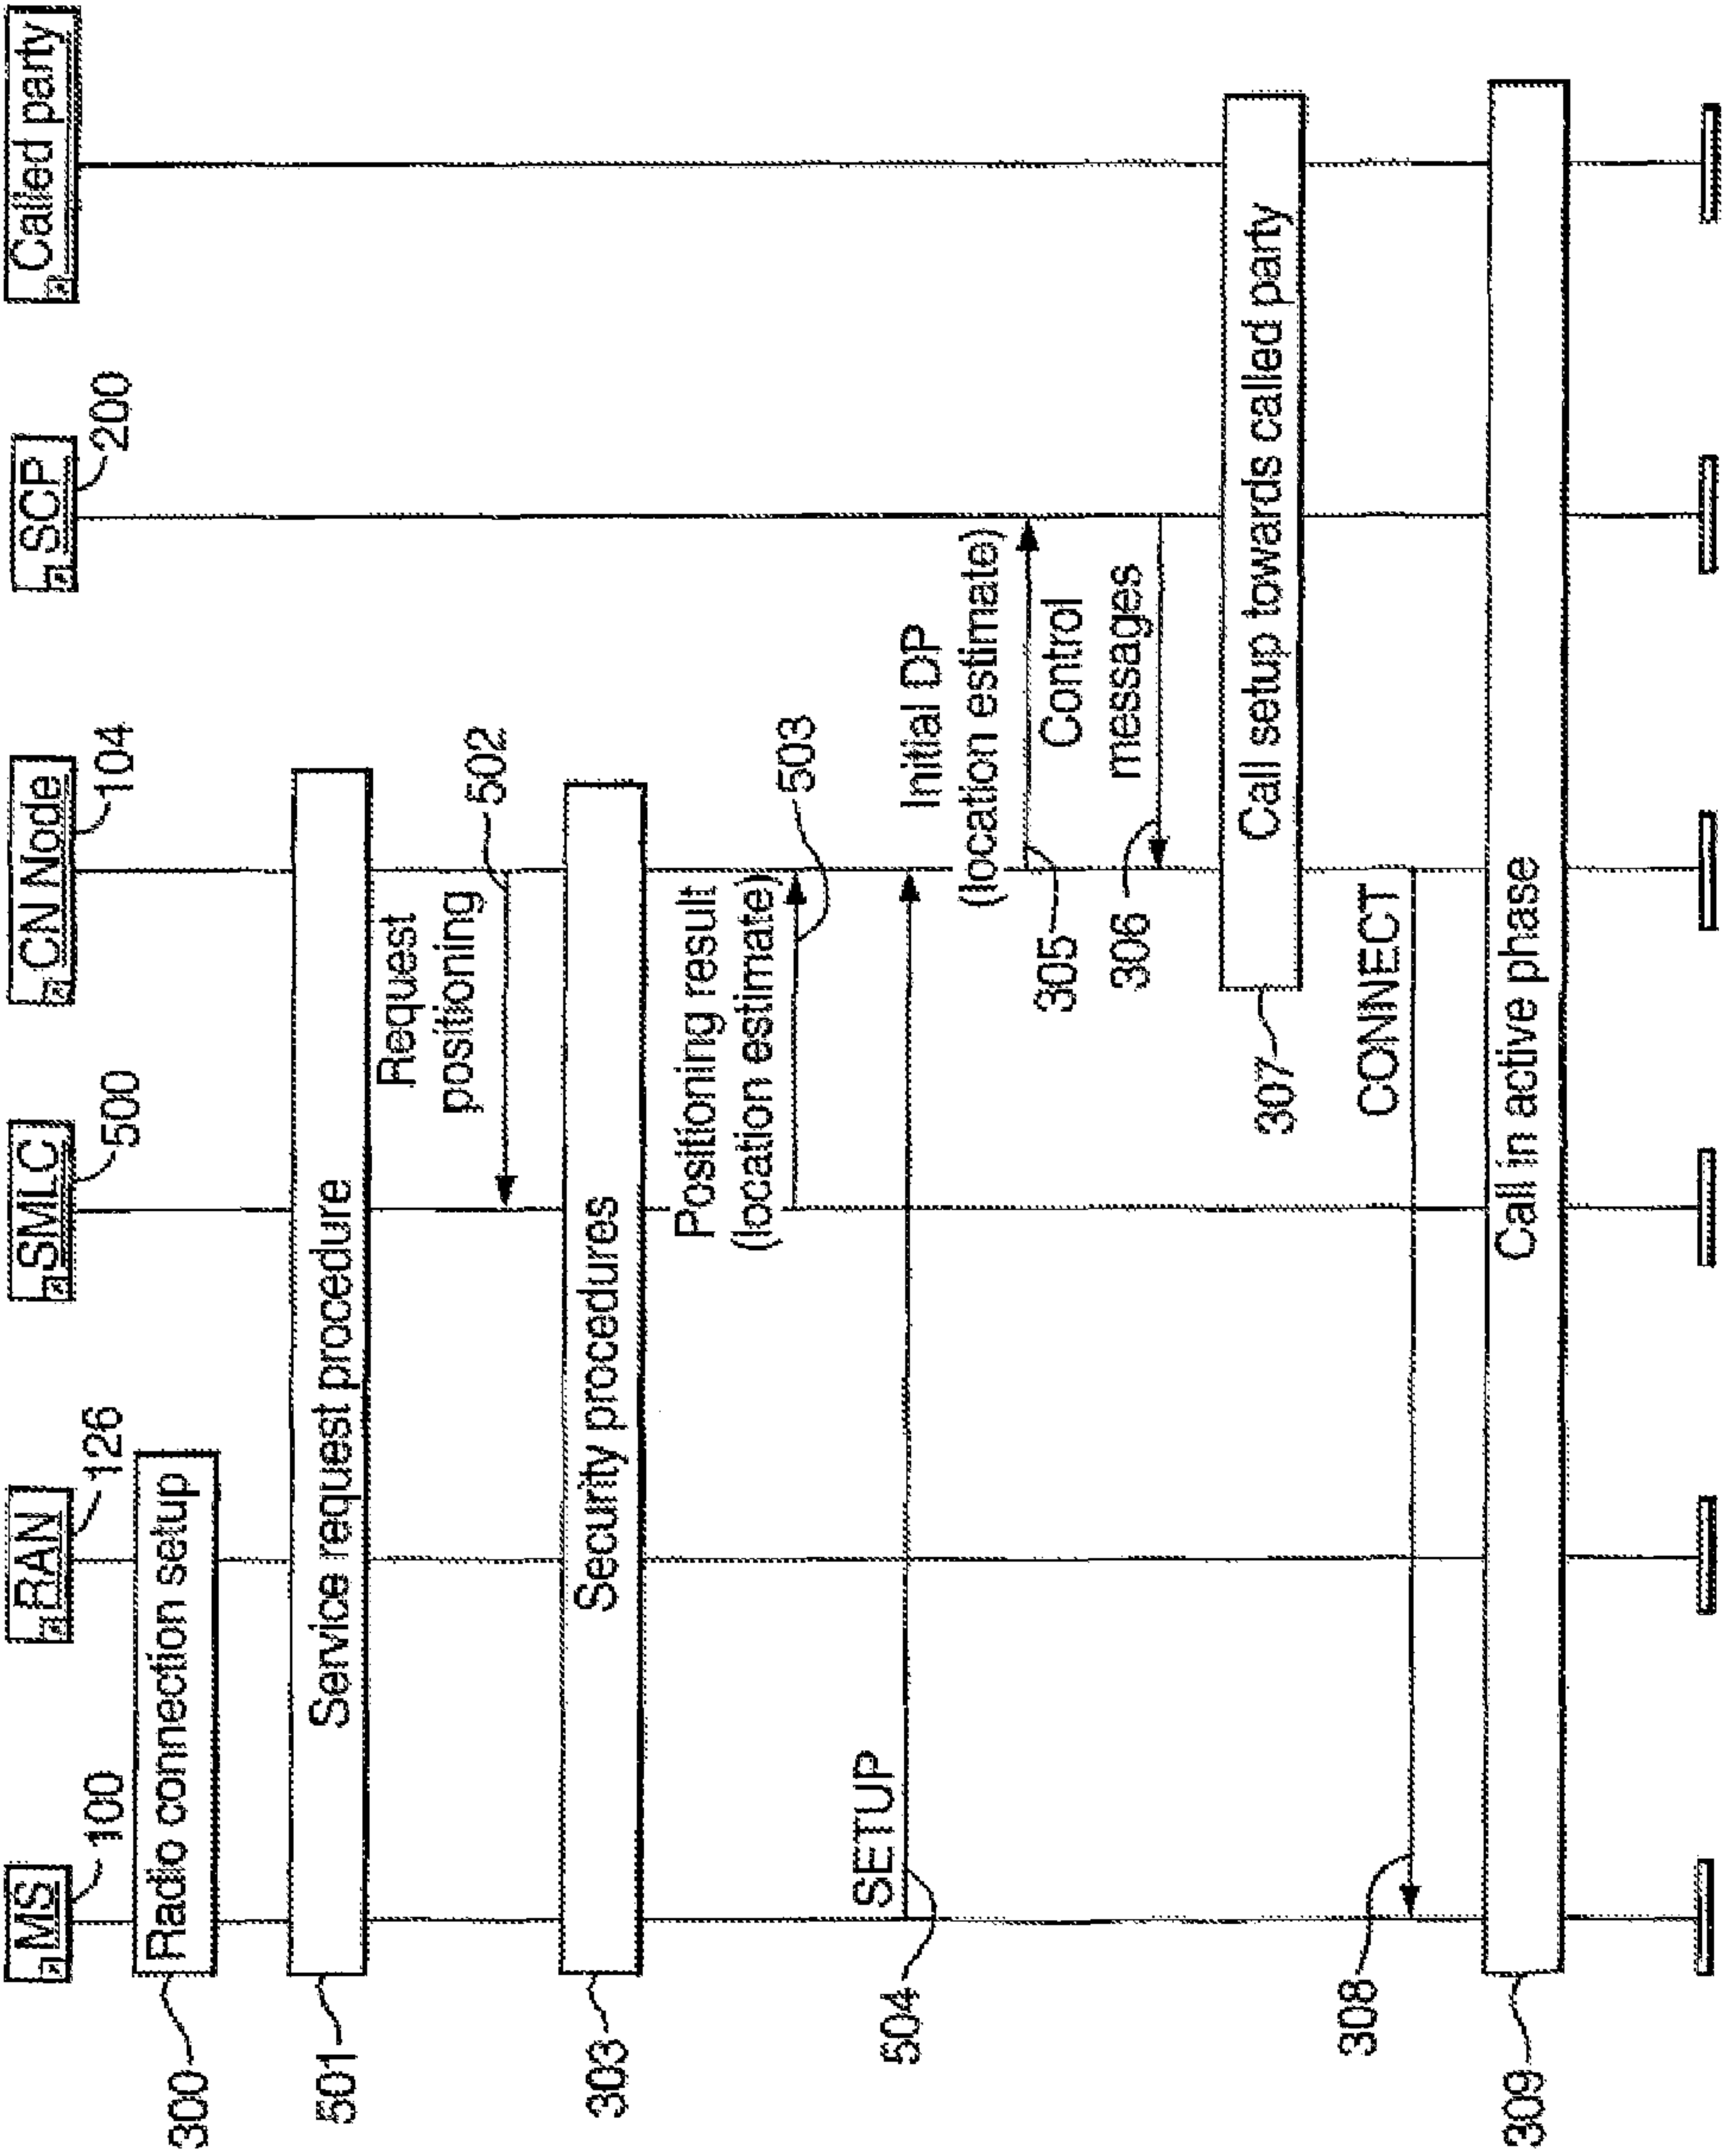 MS
100
RAN
126
SMLC
500
CN Node
104
SCP
200
Called party
300
Radio connection setup
501
Service request procedure
Request
positioning
502
303
Security procedures
Positioning result
(location estimate)
503
SETUP
504
Initial DP
(location estimate)
305
Control
messages
306
307
Call setup towards called party
CONNECT
308
309
Call in active phase